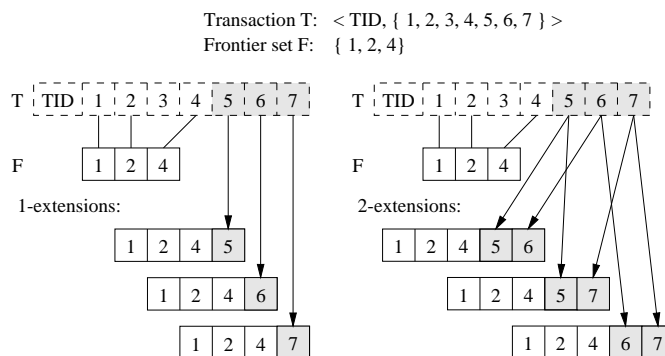 Transaction T: < TID, { 1, 2, 3, 4, 5, 6, 7 } >
Frontier set F: { 1, 2, 4}
T TID 1 2 3 4 5 6 7
F 1 2 4
1-extensions:
1 2 4 5
1 2 4 6
1 2 4 7
T TID 1 2 3 4 5 6 7
F 1 2 4
2-extensions:
1 2 4 5 6
1 2 4 5 7
1 2 4 6 7